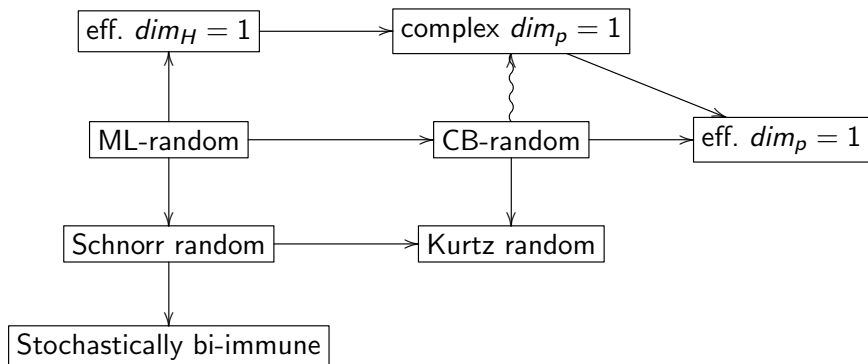 eff. dim_H = 1
complex dim_p = 1
ML-random
CB-random
eff. dim_p = 1
Schnorr random
Kurtz random
Stochastically bi-immune